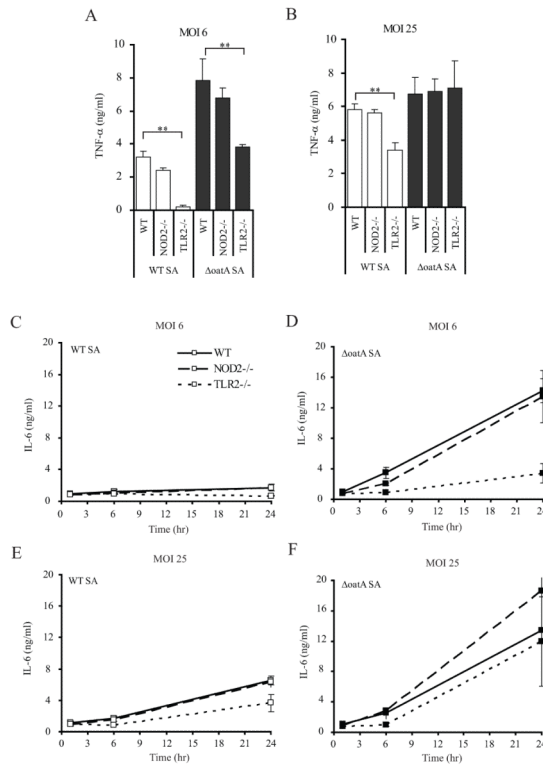 A
MOI 6
TNF-α (ng/ml)
10
8
6
4
2
0
**
**
WT
NOD2-/-
TLR2-/-
WT
NOD2-/-
TLR2-/-
WT SA
ΔoatA SA
B
MOI 25
TNF-α (ng/ml)
10
8
6
4
2
0
**
WT
NOD2-/-
TLR2-/-
WT
NOD2-/-
TLR2-/-
WT SA
ΔoatA SA
C
MOI 6
WT SA
WT
NOD2-/-
TLR2-/-
IL-6 (ng/ml)
20
16
12
8
4
0
0 3 6 9 12 15 18 21 24
Time (hr)
D
MOI 6
ΔoatA SA
IL-6 (ng/ml)
20
16
12
8
4
0
0 3 6 9 12 15 18 21 24
Time (hr)
E
MOI 25
WT SA
IL-6 (ng/ml)
20
16
12
8
4
0
0 3 6 9 12 15 18 21 24
Time (hr)
F
MOI 25
ΔoatA SA
IL-6 (ng/ml)
20
16
12
8
4
0
0 3 6 9 12 15 18 21 24
Time (hr)